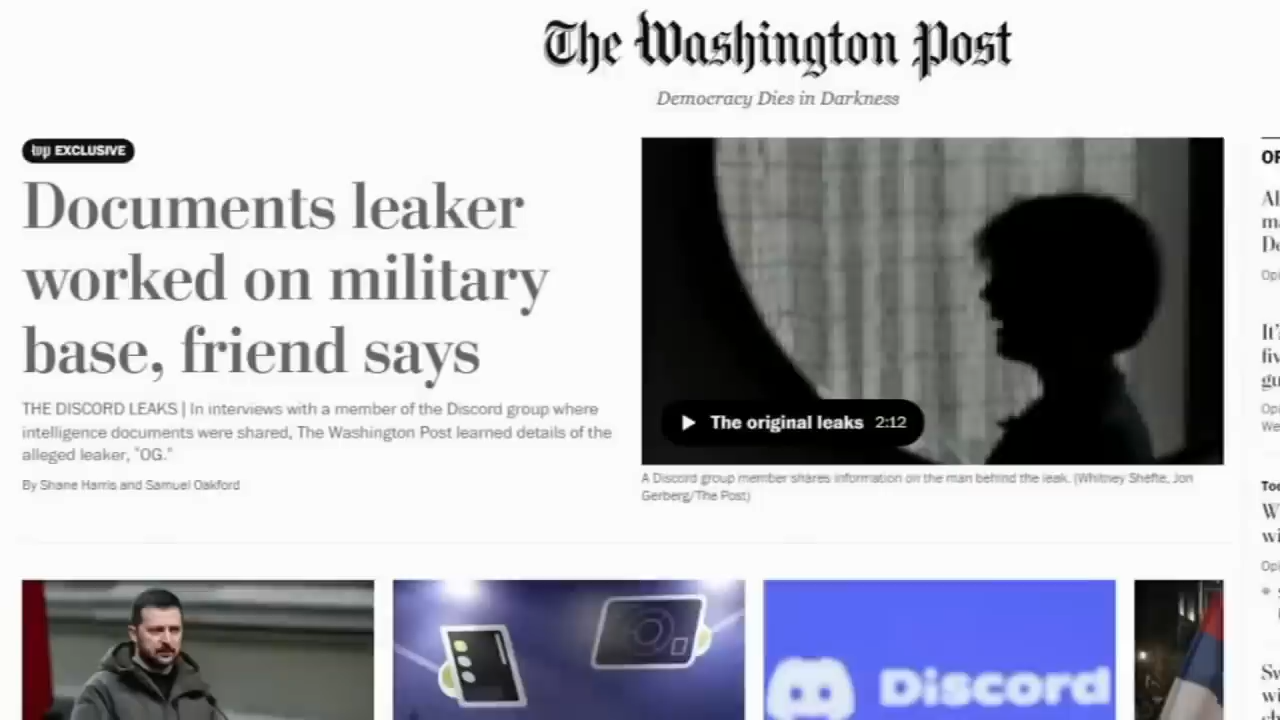 The Washington Post
Democracy Dies in Darkness
wp EXCLUSIVE
Documents leaker
worked on military
base, friend says
THE DISCORD LEAKS | In interviews with a member of the Discord group where
intelligence documents were shared, The Washington Post learned details of the
alleged leaker, "OG."
By Shane Harris and Samuel Oakford
The original leaks 2:12
A Discord group member shares information on the man behind the leak. (Whitney Shefte, Jon
Gerberg/The Post)
Discord